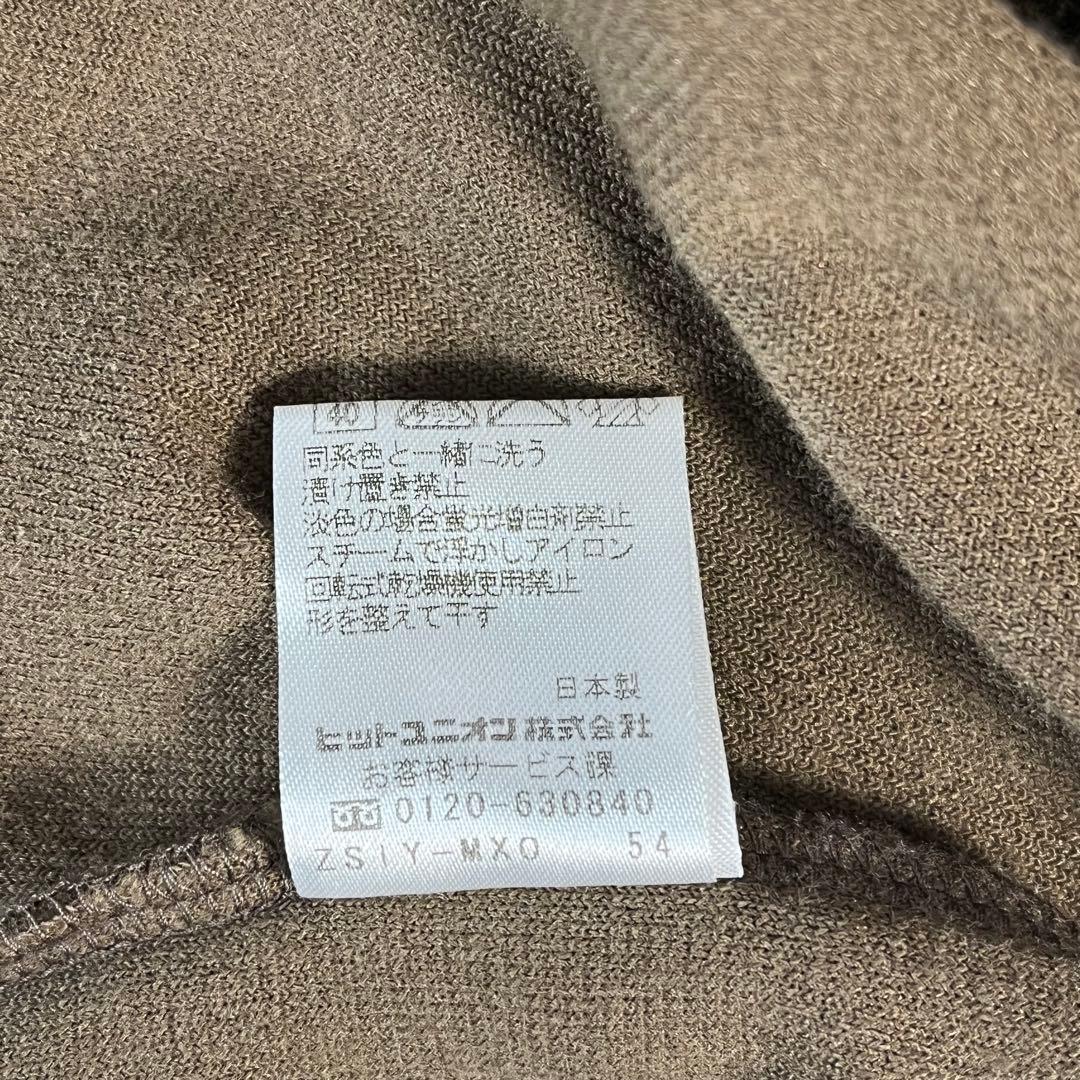 40
同系色と一緒に洗う
漬け置き禁止
淡色の場合蛍光増白剤禁止
スチームで浮かしアイロン
回転式乾燥機使用禁止
形を整えて干す
日本製
ヒットユニオン株式会社
お客様サービス課
0120-630840
ZSIY-MXO 54